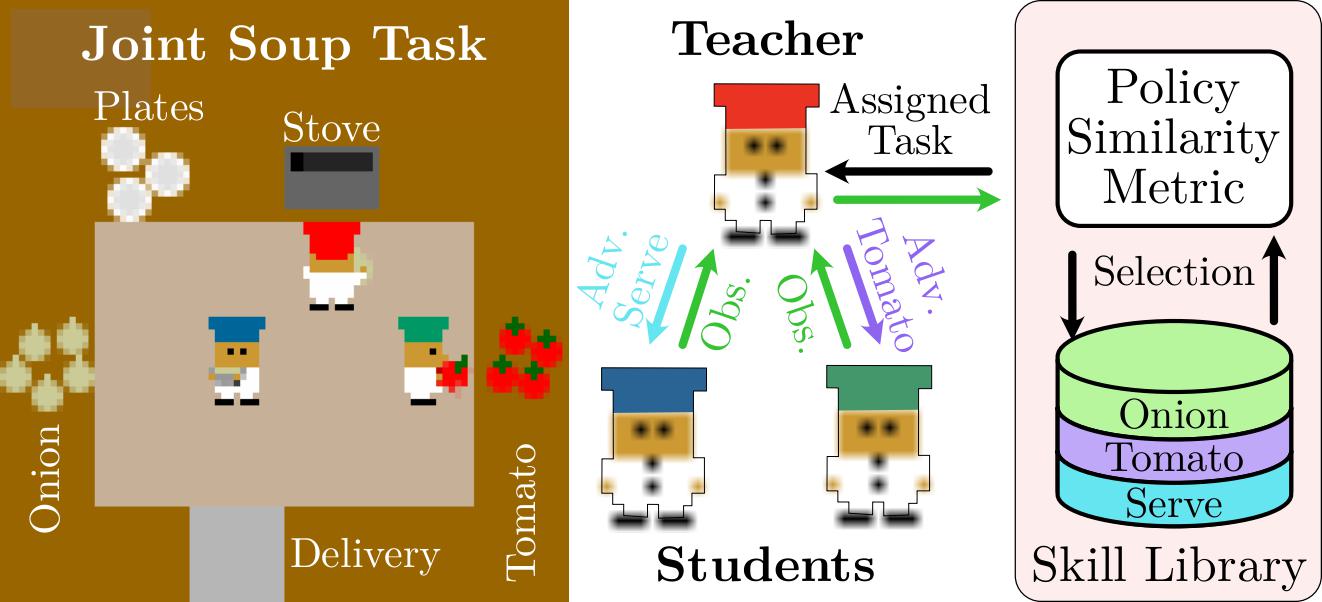 Joint Soup Task
Plates
Stove
Onion
Tomato
Delivery
Teacher
Assigned
Task
Adv.
Serve
Obs.
Obs.
Adv.
Tomato
Students
Policy
Similarity
Metric
Selection
Onion
Tomato
Serve
Skill Library